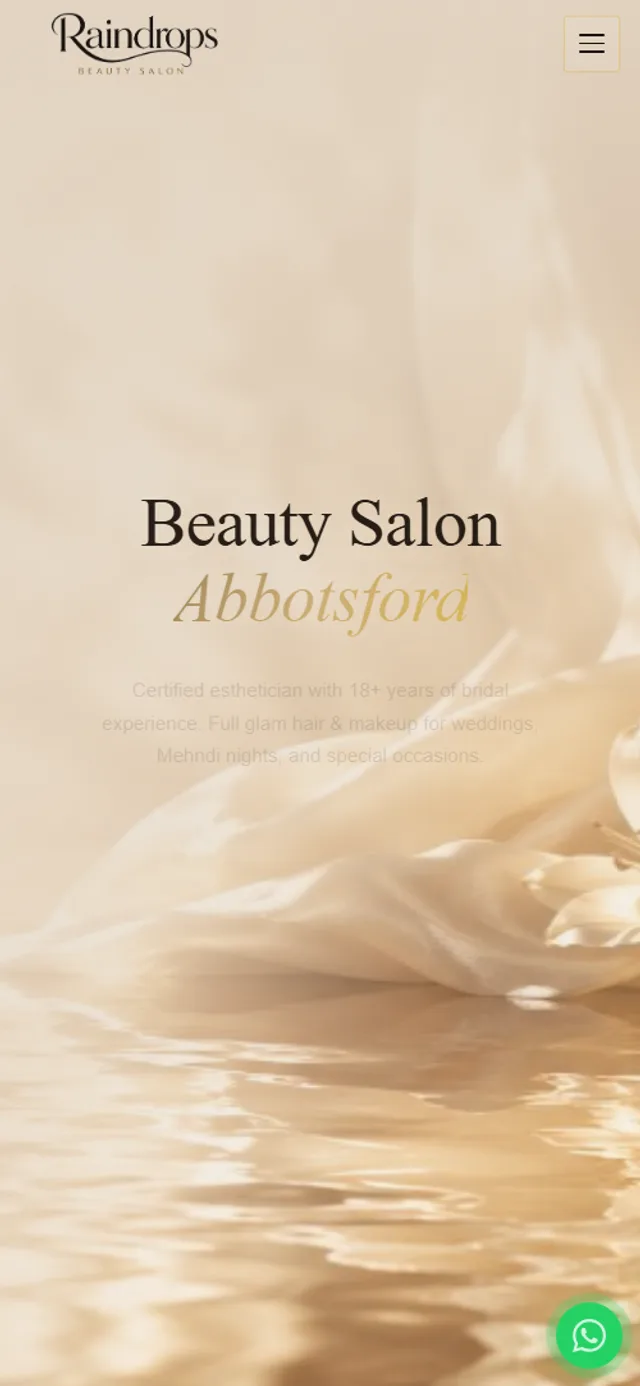 Raindrops
BEAUTY SALON
Beauty Salon
Abbotsford
Certified esthetician with 18+ years of bridal
experience. Full glam hair & makeup for weddings,
Mehndi nights, and special occasions.